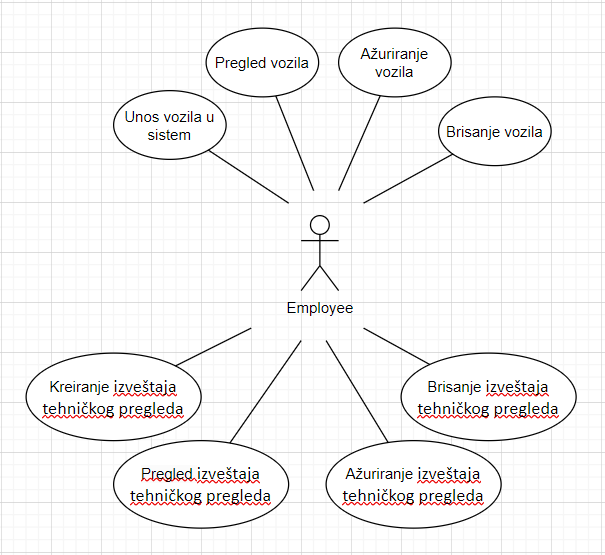 Pregled vozila
Ažuriranje
vozila
Unos vozila u
sistem
Brisanje vozila
Employee
Kreiranje izveštaja
tehničkog pregleda
Brisanje izveštaja
tehničkog pregleda
Pregled izveštaja
tehničkog pregleda
Ažuriranje izveštaja
tehničkog pregleda